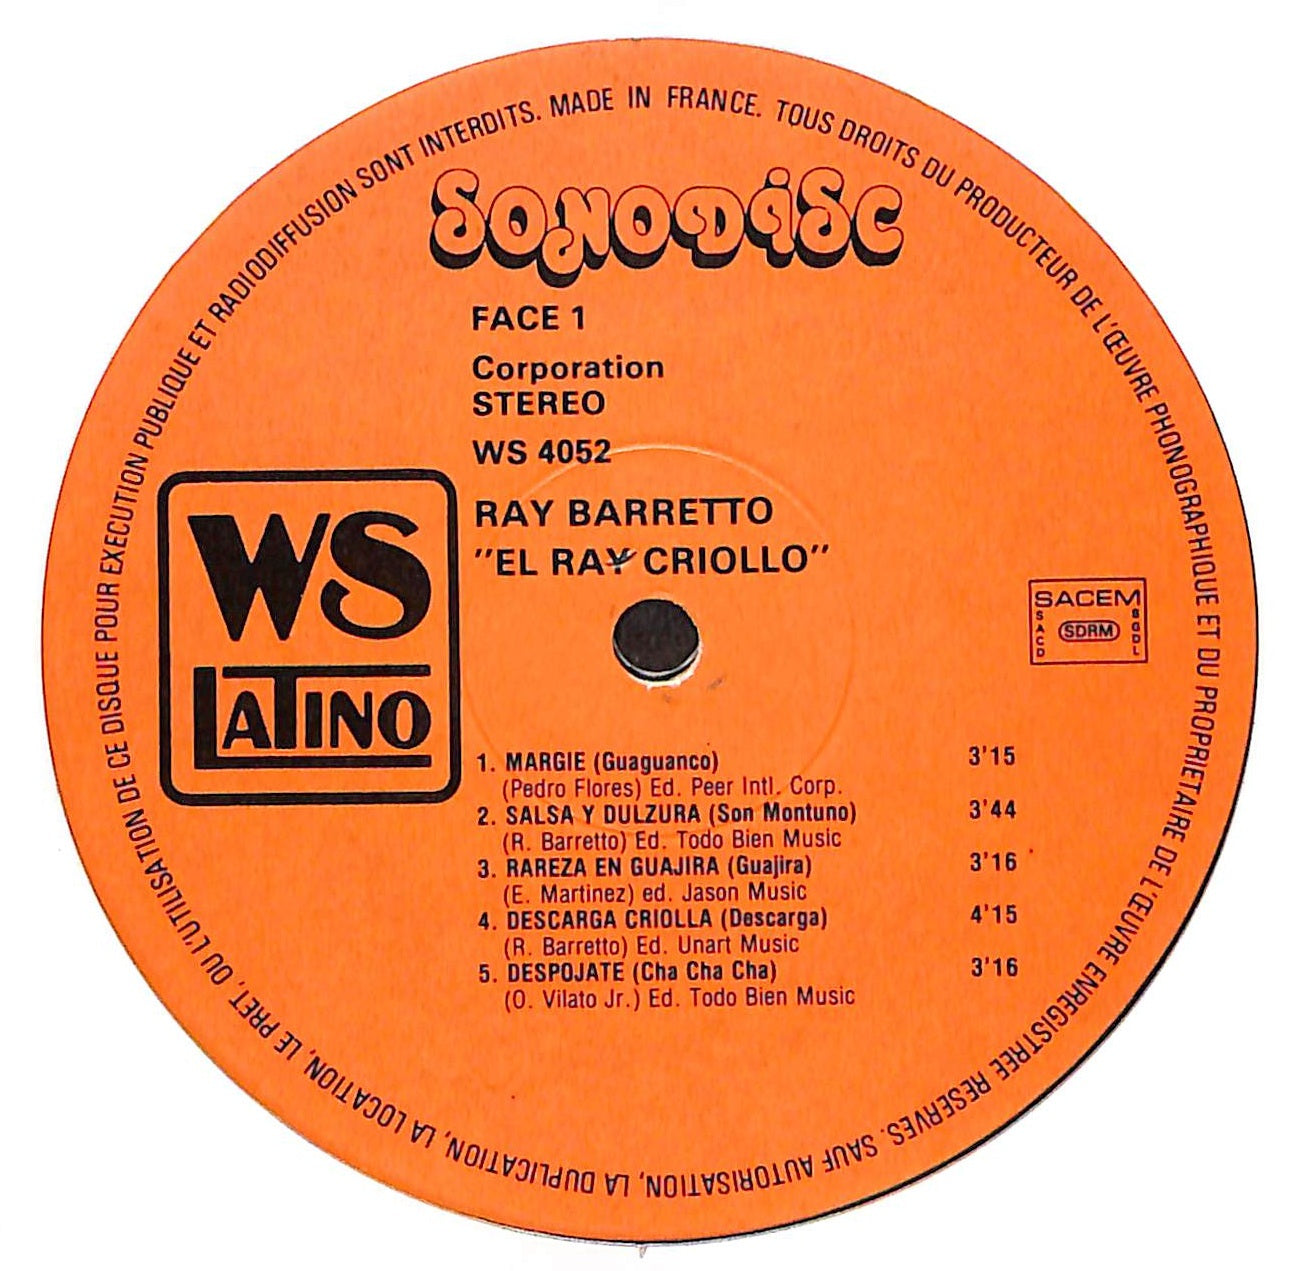 TOUS DROITS DU PRODUCTEUR DE L'ŒUVRE PHONOGRAPHIQUE ET DU PROPRIETAIRE DE L'ŒUVRE ENREGISTREE RESERVES. SAUF AUTORISATION, LA DUPLICATION, LA LOCATION, LE PRET, OU L'UTILISATION DE CE DISQUE POUR EXECUTION PUBLIQUE ET RADIODIFFUSION SONT INTERDITS. MADE IN FRANCE.
SONODISC
FACE 1
Corporation
STEREO
WS 4052
RAY BARRETTO
"EL RAY CRIOLLO"
WS
LATINO
SACEM
SACD
SDRM
SGDL
1. MARGIE (Guaguanco) 3'15
(Pedro Flores) Ed. Peer Intl. Corp.
2. SALSA Y DULZURA (Son Montuno) 3'44
(R. Barretto) Ed. Todo Bien Music
3. RAREZA EN GUAJIRA (Guajira) 3'16
(E. Martinez) ed. Jason Music
4. DESCARGA CRIOLLA (Descarga) 4'15
(R. Barretto) Ed. Unart Music
5. DESPOJATE (Cha Cha Cha) 3'16
(O. Vilato Jr.) Ed. Todo Bien Music